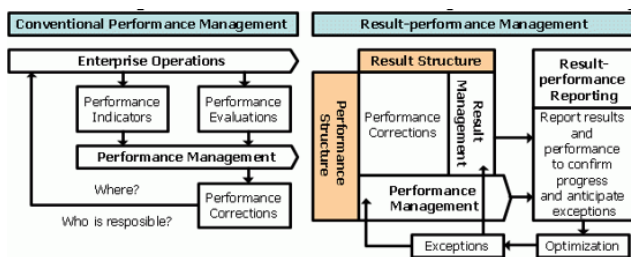 Conventional Performance Management
Enterprise Operations
Performance
Indicators
Performance
Evaluations
Performance Management
Where?
Who is resposible?
Performance
Corrections
Result-performance Management
Result Structure
Performance Structure
Performance
Corrections
Result
Management
Performance
Management
Result-
performance
Reporting
Report results
and
performance
to confirm
progress
and anticipate
exceptions
Exceptions
Optimization